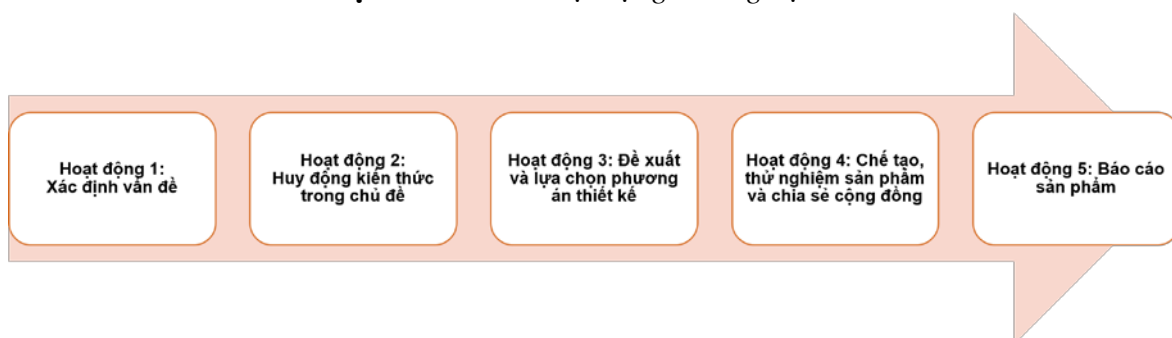 Hoạt động 1:
Xác định vấn đề
Hoạt động 2:
Huy động kiến thức
trong chủ đề
Hoạt động 3: Đề xuất
và lựa chọn phương
án thiết kế
Hoạt động 4: Chế tạo,
thử nghiệm sản phẩm
và chia sẻ cộng đồng
Hoạt động 5: Báo cáo
sản phẩm